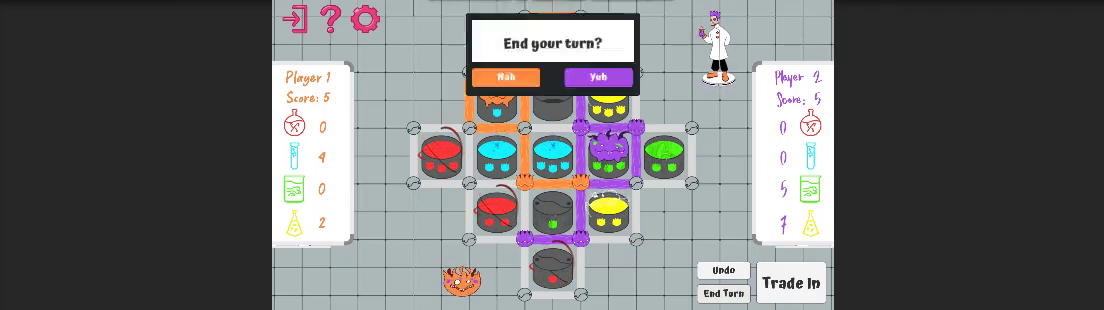 End your turn?
Nah
Yuh
Player 1
Score: 5
0
4
0
2
Player 2
Score: 5
0
0
5
7
Undo
End Turn
Trade In